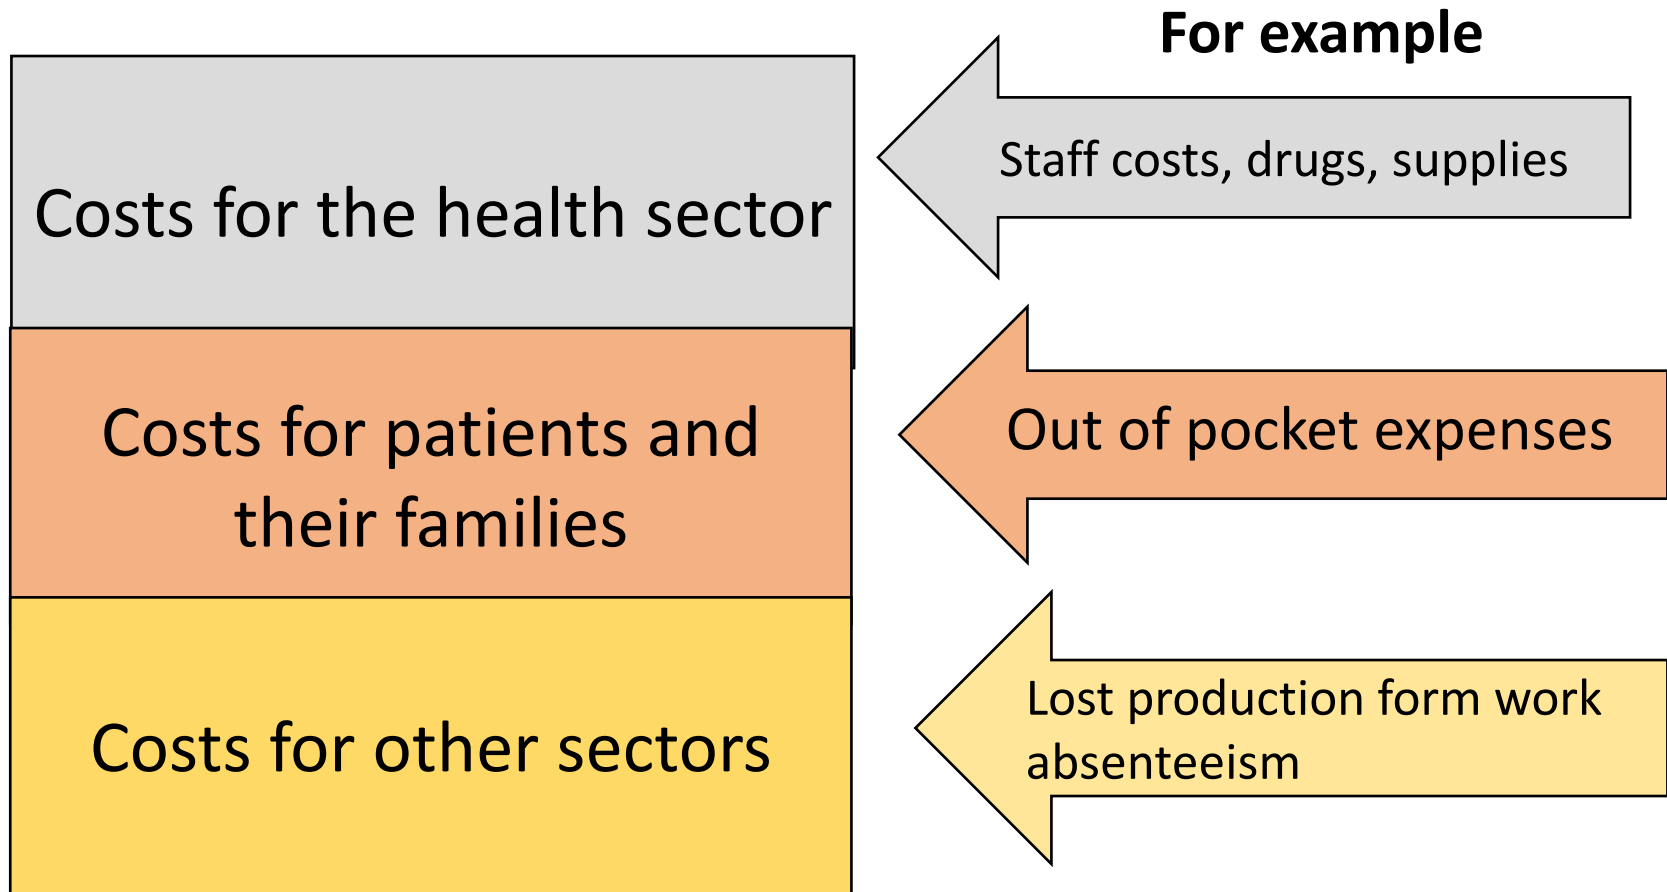 For example
Costs for the health sector
Staff costs, drugs, supplies
Costs for patients and
their families
Out of pocket expenses
Costs for other sectors
Lost production form work
absenteeism